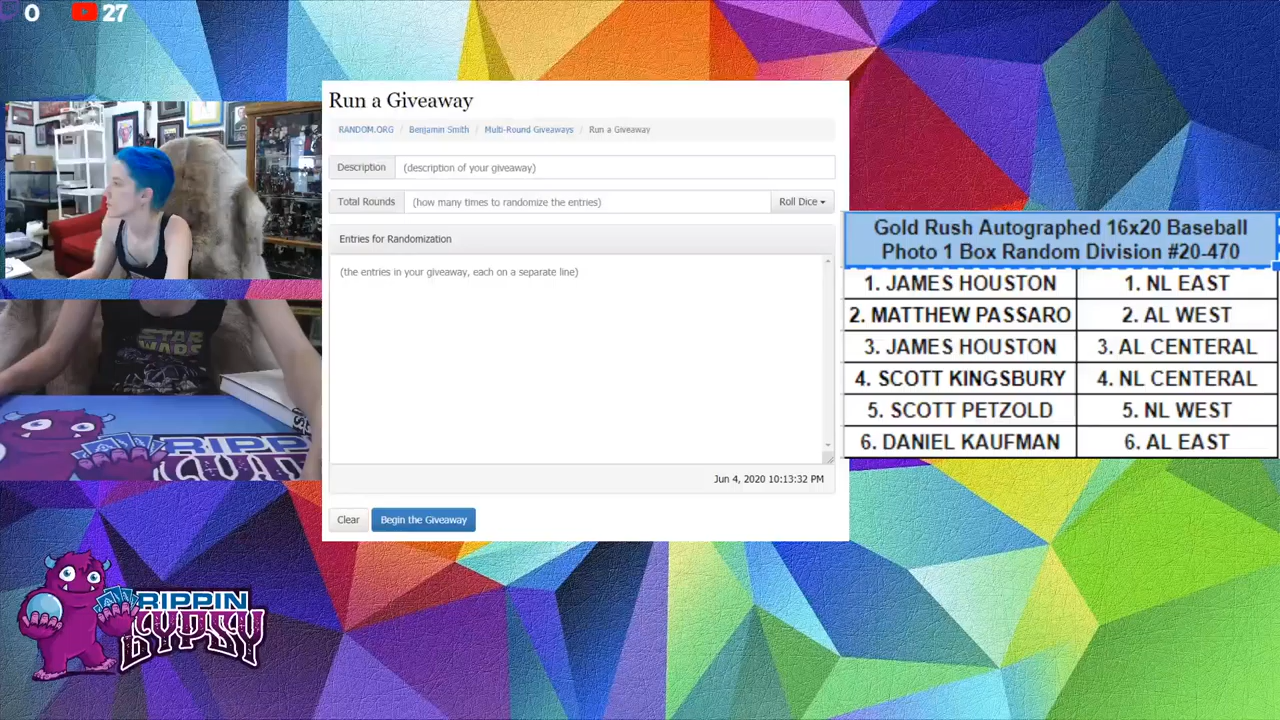 0 27
Run a Giveaway
RANDOM.ORG / Benjamin Smith / Multi-Round Giveaways / Run a Giveaway
Description (description of your giveaway)
Total Rounds (how many times to randomize the entries) Roll Dice
Entries for Randomization
(the entries in your giveaway, each on a separate line)
Jun 4, 2020 10:13:32 PM
Clear Begin the Giveaway
Gold Rush Autographed 16x20 Baseball
Photo 1 Box Random Division #20-470
1. JAMES HOUSTON 1. NL EAST
2. MATTHEW PASSARO 2. AL WEST
3. JAMES HOUSTON 3. AL CENTERAL
4. SCOTT KINGSBURY 4. NL CENTERAL
5. SCOTT PETZOLD 5. NL WEST
6. DANIEL KAUFMAN 6. AL EAST
STAR
WARS
RIPPIN
GYPSY